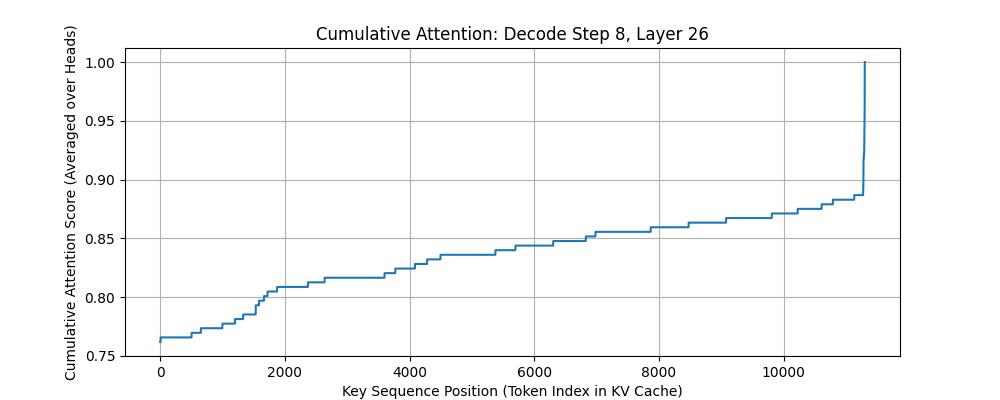 Cumulative Attention: Decode Step 8, Layer 26
Cumulative Attention Score (Averaged over Heads)
1.00
0.95
0.90
0.85
0.80
0.75
0 2000 4000 6000 8000 10000
Key Sequence Position (Token Index in KV Cache)